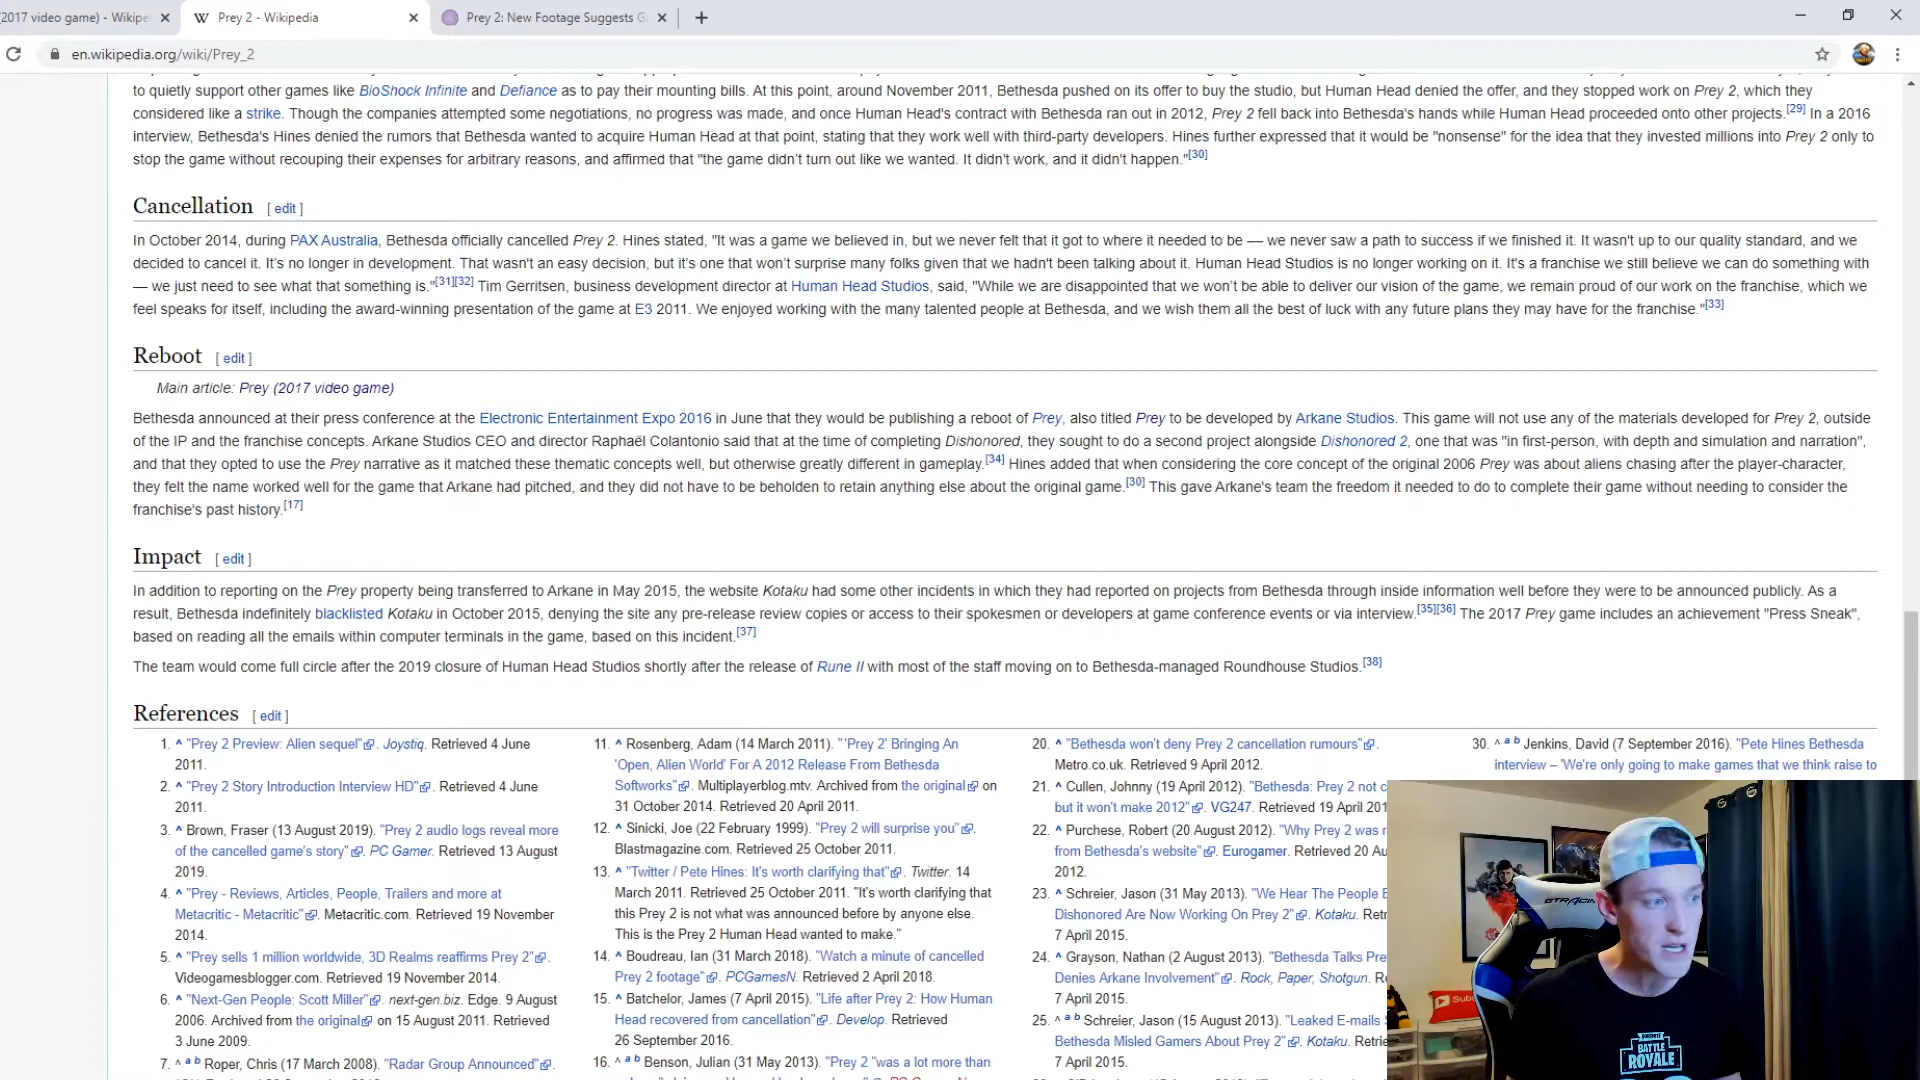 (2017 video game) - Wikipe
Prey 2 - Wikipedia
Prey 2: New Footage Suggests G
en.wikipedia.org/wiki/Prey_2
to quietly support other games like BioShock Infinite and Defiance as to pay their mounting bills. At this point, around November 2011, Bethesda pushed on its offer to buy the studio, but Human Head denied the offer, and they stopped work on Prey 2, which they
considered like a strike. Though the companies attempted some negotiations, no progress was made, and once Human Head's contract with Bethesda ran out in 2012, Prey 2 fell back into Bethesda's hands while Human Head proceeded onto other projects.[29] In a 2016
interview, Bethesda's Hines denied the rumors that Bethesda wanted to acquire Human Head at that point, stating that they work well with third-party developers. Hines further expressed that it would be "nonsense" for the idea that they invested millions into Prey 2 only to
stop the game without recouping their expenses for arbitrary reasons, and affirmed that "the game didn't turn out like we wanted. It didn't work, and it didn't happen."[30]
Cancellation [ edit ]
In October 2014, during PAX Australia, Bethesda officially cancelled Prey 2. Hines stated, "It was a game we believed in, but we never felt that it got to where it needed to be — we never saw a path to success if we finished it. It wasn't up to our quality standard, and we
decided to cancel it. It's no longer in development. That wasn't an easy decision, but it's one that won't surprise many folks given that we hadn't been talking about it. Human Head Studios is no longer working on it. It's a franchise we still believe we can do something with
— we just need to see what that something is."[31][32] Tim Gerritsen, business development director at Human Head Studios, said, "While we are disappointed that we won't be able to deliver our vision of the game, we remain proud of our work on the franchise, which we
feel speaks for itself, including the award-winning presentation of the game at E3 2011. We enjoyed working with the many talented people at Bethesda, and we wish them all the best of luck with any future plans they may have for the franchise."[33]
Reboot [ edit ]
Main article: Prey (2017 video game)
Bethesda announced at their press conference at the Electronic Entertainment Expo 2016 in June that they would be publishing a reboot of Prey, also titled Prey to be developed by Arkane Studios. This game will not use any of the materials developed for Prey 2, outside
of the IP and the franchise concepts. Arkane Studios CEO and director Raphaël Colantonio said that at the time of completing Dishonored, they sought to do a second project alongside Dishonored 2, one that was "in first-person, with depth and simulation and narration",
and that they opted to use the Prey narrative as it matched these thematic concepts well, but otherwise greatly different in gameplay.[34] Hines added that when considering the core concept of the original 2006 Prey was about aliens chasing after the player-character,
they felt the name worked well for the game that Arkane had pitched, and they did not have to be beholden to retain anything else about the original game.[30] This gave Arkane's team the freedom it needed to do to complete their game without needing to consider the
franchise's past history.[17]
Impact [ edit ]
In addition to reporting on the Prey property being transferred to Arkane in May 2015, the website Kotaku had some other incidents in which they had reported on projects from Bethesda through inside information well before they were to be announced publicly. As a
result, Bethesda indefinitely blacklisted Kotaku in October 2015, denying the site any pre-release review copies or access to their spokesmen or developers at game conference events or via interview.[35][36] The 2017 Prey game includes an achievement "Press Sneak",
based on reading all the emails within computer terminals in the game, based on this incident.[37]
The team would come full circle after the 2019 closure of Human Head Studios shortly after the release of Rune II with most of the staff moving on to Bethesda-managed Roundhouse Studios.[38]
References [ edit ]
1. ^ "Prey 2 Preview: Alien sequel". Joystiq. Retrieved 4 June
2011.
2. ^ "Prey 2 Story Introduction Interview HD". Retrieved 4 June
2011.
3. ^ Brown, Fraser (13 August 2019). "Prey 2 audio logs reveal more
of the cancelled game's story". PC Gamer. Retrieved 13 August
2019.
4. ^ "Prey - Reviews, Articles, People, Trailers and more at
Metacritic - Metacritic". Metacritic.com. Retrieved 19 November
2014.
5. ^ "Prey sells 1 million worldwide, 3D Realms reaffirms Prey 2".
Videogamesblogger.com. Retrieved 19 November 2014.
6. ^ "Next-Gen People: Scott Miller". next-gen.biz. Edge. 9 August
2006. Archived from the original on 15 August 2011. Retrieved
3 June 2009.
7. ^ a b Roper, Chris (17 March 2008). "Radar Group Announced".
11. ^ Rosenberg, Adam (14 March 2011). "'Prey 2' Bringing An
'Open, Alien World' For A 2012 Release From Bethesda
Softworks". Multiplayerblog.mtv. Archived from the original on
31 October 2014. Retrieved 20 April 2011.
12. ^ Sinicki, Joe (22 February 1999). "Prey 2 will surprise you".
Blastmagazine.com. Retrieved 25 October 2011.
13. ^ "Twitter / Pete Hines: It's worth clarifying that". Twitter. 14
March 2011. Retrieved 25 October 2011. "It's worth clarifying that
this Prey 2 is not what was announced before by anyone else.
This is the Prey 2 Human Head wanted to make."
14. ^ Boudreau, Ian (31 March 2018). "Watch a minute of cancelled
Prey 2 footage". PCGamesN. Retrieved 2 April 2018.
15. ^ Batchelor, James (7 April 2015). "Life after Prey 2: How Human
Head recovered from cancellation". Develop. Retrieved
26 September 2016.
16. ^ a b Benson, Julian (31 May 2013). "Prey 2 "was a lot more than
20. ^ "Bethesda won't deny Prey 2 cancellation rumours".
Metro.co.uk. Retrieved 9 April 2012.
21. ^ Cullen, Johnny (19 April 2012). "Bethesda: Prey 2 not c
but it won't make 2012". VG247. Retrieved 19 April 201
22. ^ Purchese, Robert (20 August 2012). "Why Prey 2 was r
from Bethesda's website". Eurogamer. Retrieved 20 Au
2012.
23. ^ Schreier, Jason (31 May 2013). "We Hear The People B
Dishonored Are Now Working On Prey 2". Kotaku. Retr
7 April 2015.
24. ^ Grayson, Nathan (2 August 2013). "Bethesda Talks Pre
Denies Arkane Involvement". Rock, Paper, Shotgun. R
7 April 2015.
25. ^ a b Schreier, Jason (15 August 2013). "Leaked E-mails S
Bethesda Misled Gamers About Prey 2". Kotaku. Retrie
7 April 2015.
30. ^ a b Jenkins, David (7 September 2016). "Pete Hines Bethesda
interview – 'We're only going to make games that we think raise to
GTRACIN
Subs
BATTLE
ROYALE